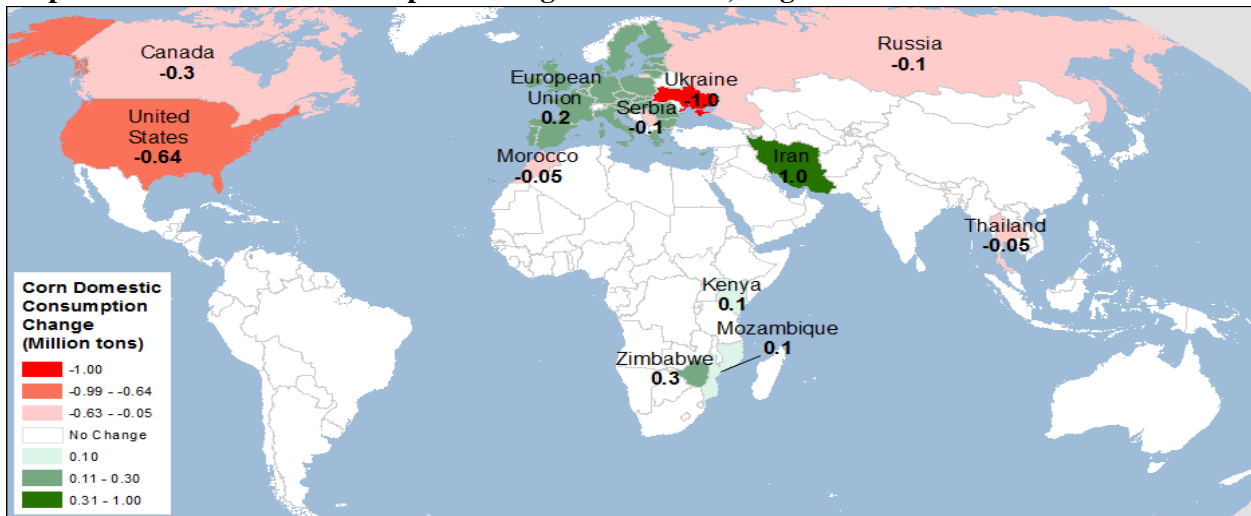 Canada
-0.3
United
States
-0.64
European
Union
0.2
Ukraine
-1.0
Serbia
-0.1
Russia
-0.1
Morocco
-0.05
Iran
1.0
Thailand
-0.05
Kenya
0.1
Mozambique
0.1
Zimbabwe
0.3
Corn Domestic
Consumption
Change
(Million tons)
-1.00
-0.99 - -0.64
-0.63 - -0.05
No Change
0.10
0.11 - 0.30
0.31 - 1.00